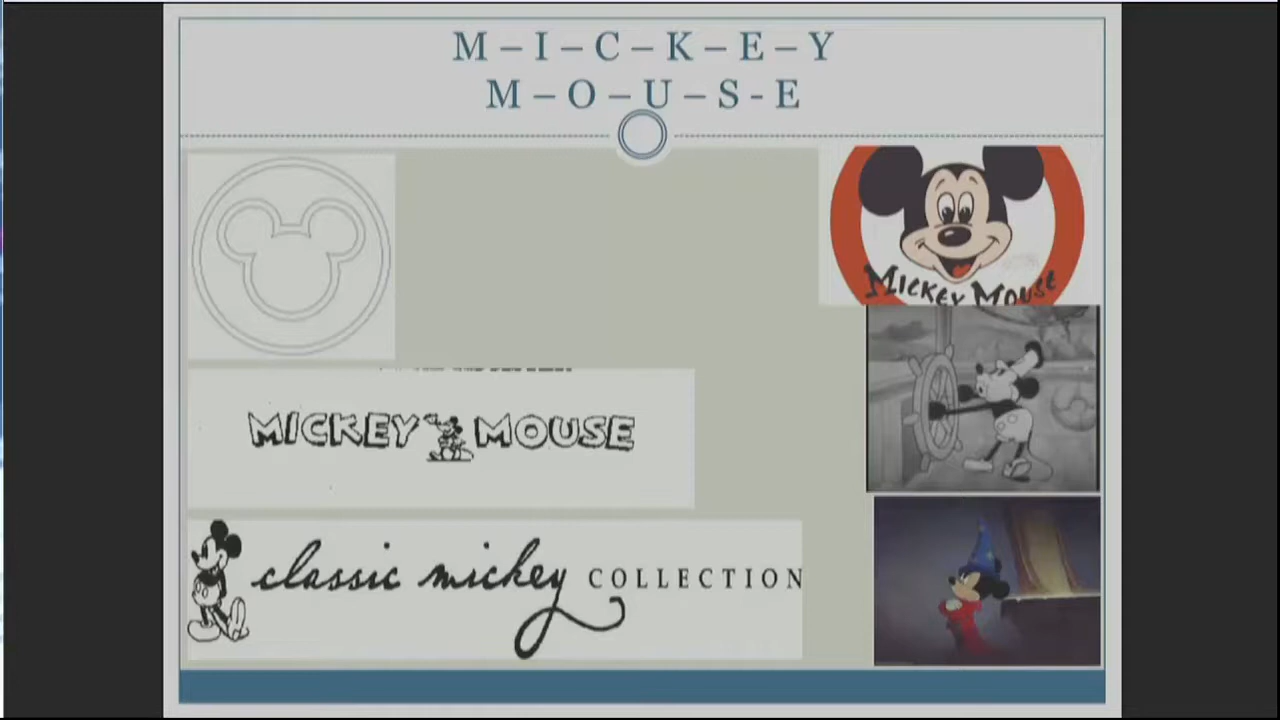 M – I – C – K – E – Y
M – O – U – S - E
Mickey Mouse
MICKEY MOUSE
classic mickey COLLECTION